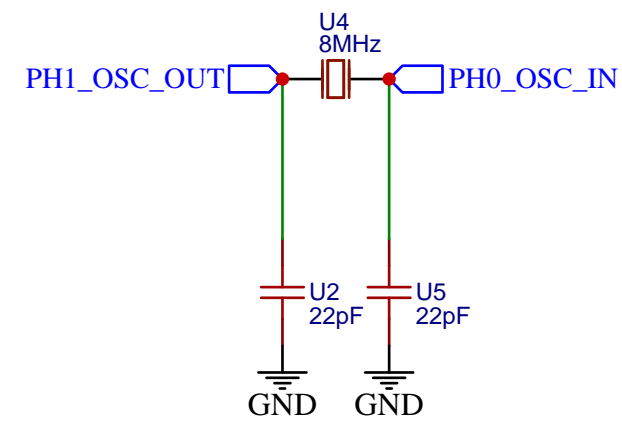 U4
8MHz
PH1_OSC_OUT
PH0_OSC_IN
U2
22pF
U5
22pF
GND
GND